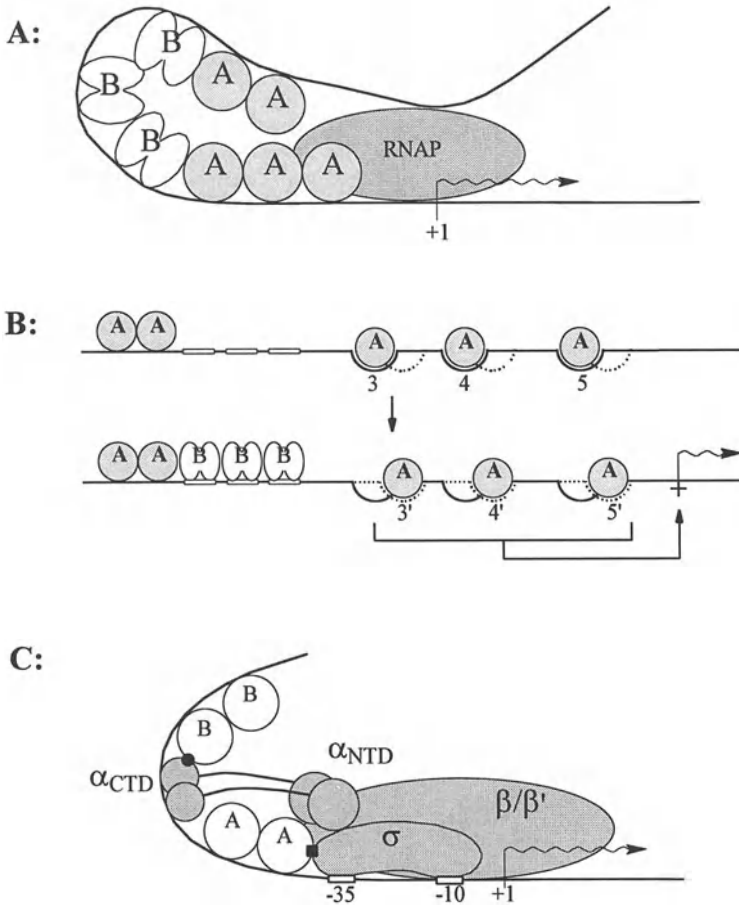 A:
B A
B A
B
A A A RNAP
+1
B:
A A A A A
3 4 5
A A B B B A A A
3' 4' 5'
C:
B
B
αCTD αNTD
β/β'
A A σ
-35 -10 +1